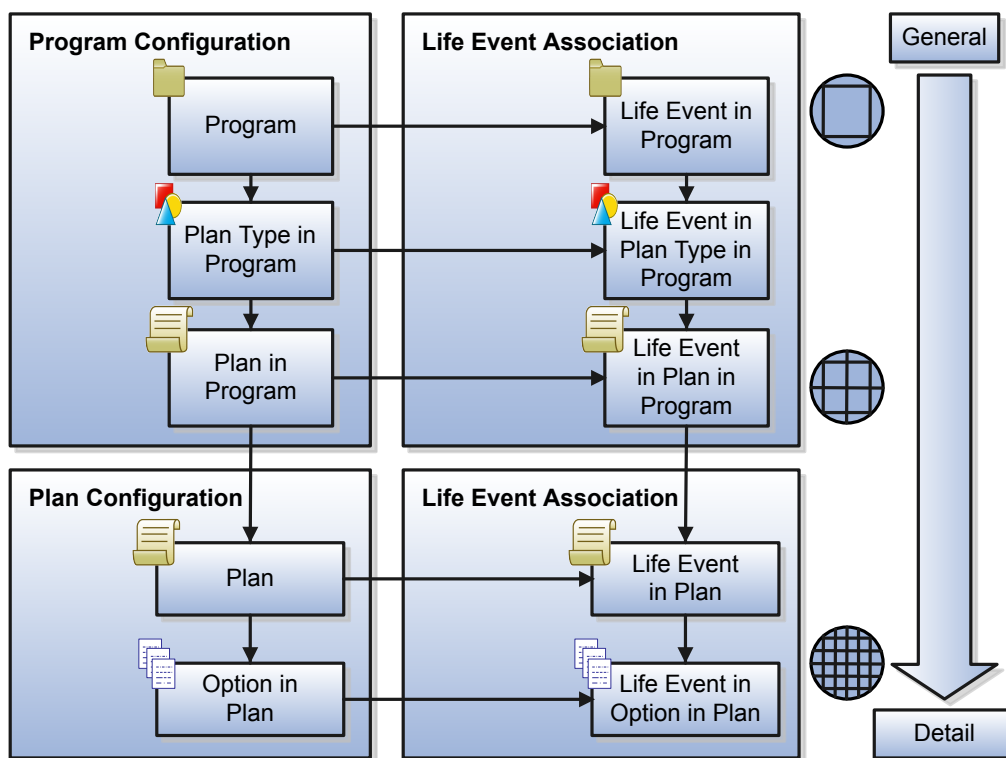 Program Configuration
Program
Plan Type in
Program
Plan in
Program
Life Event Association
Life Event in
Program
Life Event in
Plan Type in
Program
Life Event
in Plan in
Program
Plan Configuration
Plan
Option in
Plan
Life Event Association
Life Event
in Plan
Life Event in
Option in Plan
General
Detail